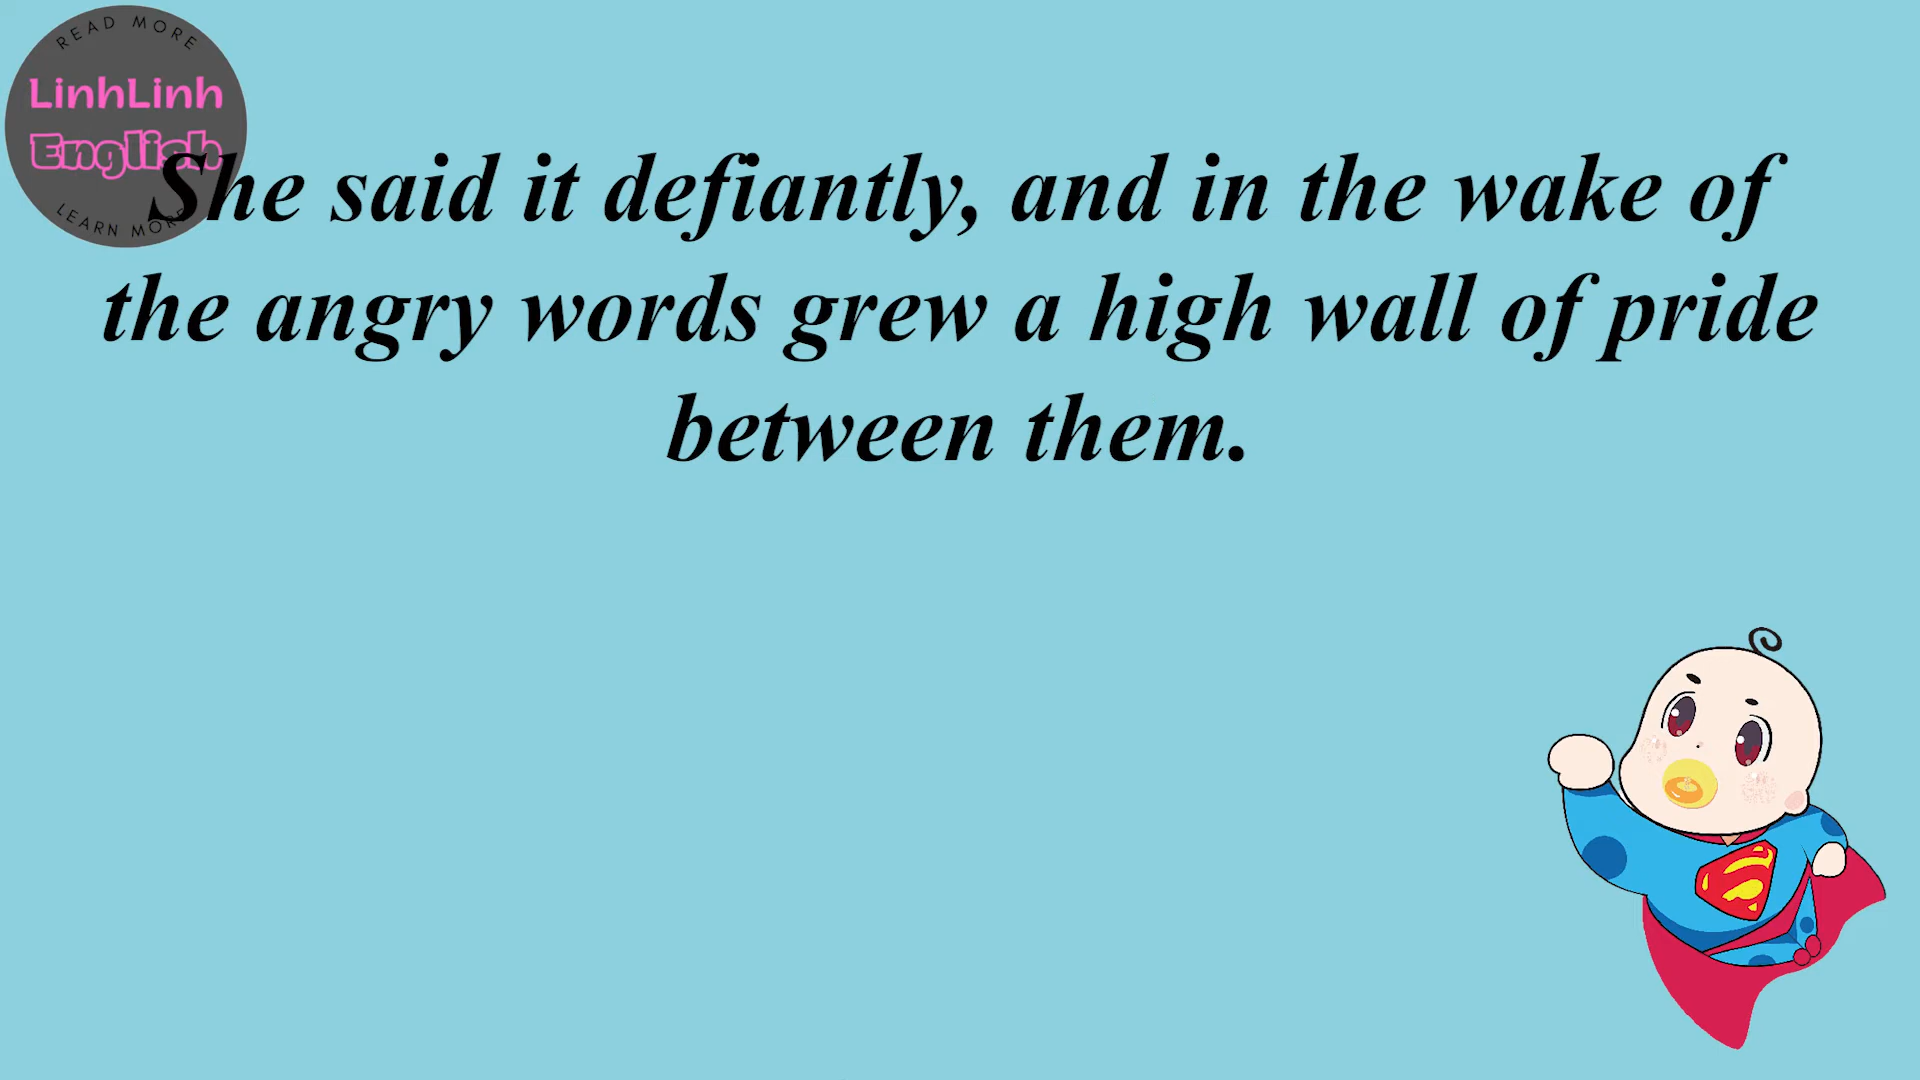 READ MORE
LinhLinh
English
LEARN MORE
She said it defiantly, and in the wake of
the angry words grew a high wall of pride
between them.